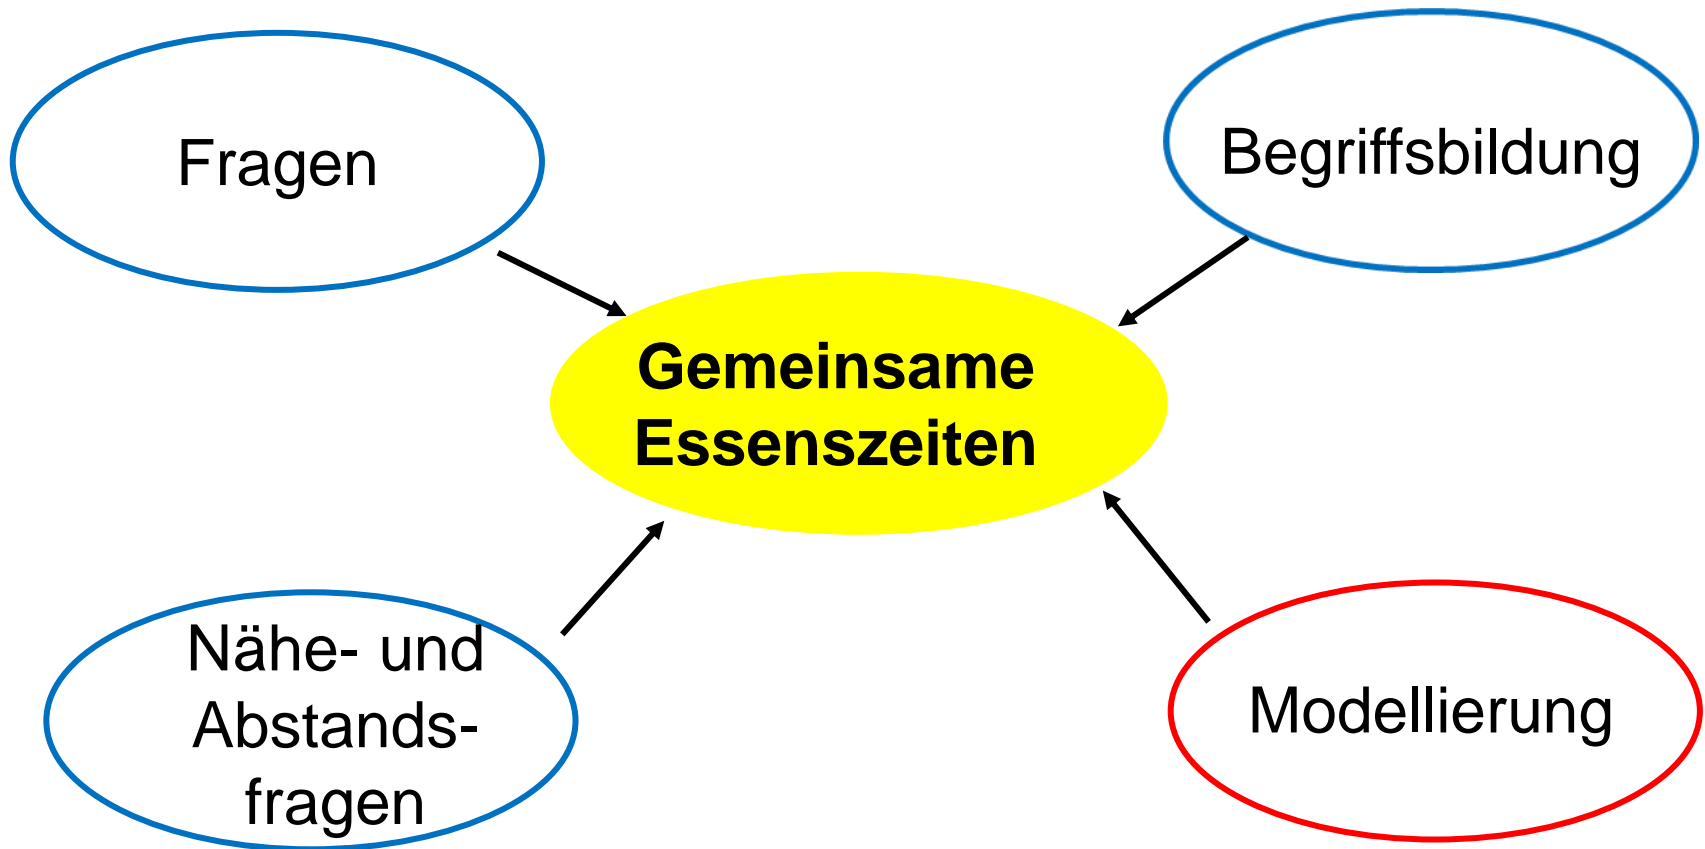 Fragen
Begriffsbildung
Gemeinsame
Essenszeiten
Nähe- und
Abstands-
fragen
Modellierung